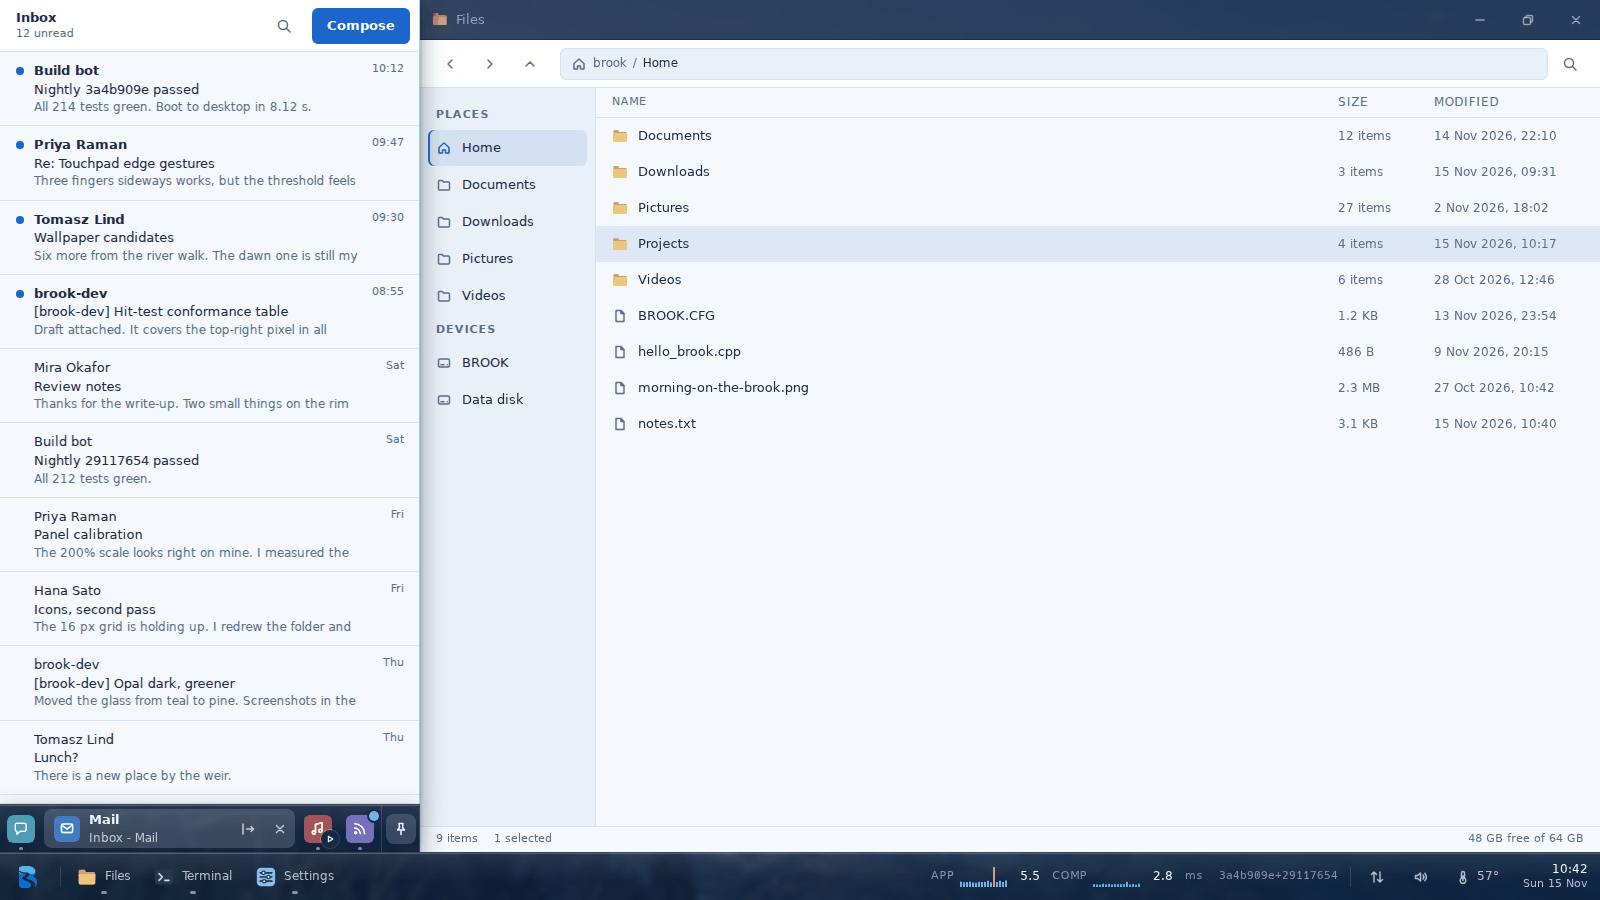 Inbox
12 unread
Compose
Build bot 10:12
Nightly 3a4b909e passed
All 214 tests green. Boot to desktop in 8.12 s.
Priya Raman 09:47
Re: Touchpad edge gestures
Three fingers sideways works, but the threshold feels
Tomasz Lind 09:30
Wallpaper candidates
Six more from the river walk. The dawn one is still my
brook-dev 08:55
[brook-dev] Hit-test conformance table
Draft attached. It covers the top-right pixel in all
Mira Okafor Sat
Review notes
Thanks for the write-up. Two small things on the rim
Build bot Sat
Nightly 29117654 passed
All 212 tests green.
Priya Raman Fri
Panel calibration
The 200% scale looks right on mine. I measured the
Hana Sato Fri
Icons, second pass
The 16 px grid is holding up. I redrew the folder and
brook-dev Thu
[brook-dev] Opal dark, greener
Moved the glass from teal to pine. Screenshots in the
Tomasz Lind Thu
Lunch?
There is a new place by the weir.
Mail
Inbox - Mail
Files
brook / Home
PLACES
Home
Documents
Downloads
Pictures
Videos
DEVICES
BROOK
Data disk
NAME SIZE MODIFIED
Documents 12 items 14 Nov 2026, 22:10
Downloads 3 items 15 Nov 2026, 09:31
Pictures 27 items 2 Nov 2026, 18:02
Projects 4 items 15 Nov 2026, 10:17
Videos 6 items 28 Oct 2026, 12:46
BROOK.CFG 1.2 KB 13 Nov 2026, 23:54
hello_brook.cpp 486 B 9 Nov 2026, 20:15
morning-on-the-brook.png 2.3 MB 27 Oct 2026, 10:42
notes.txt 3.1 KB 15 Nov 2026, 10:40
9 items 1 selected 48 GB free of 64 GB
Files Terminal Settings APP 5.5 COMP 2.8 ms 3a4b909e+29117654 57° 10:42
Sun 15 Nov